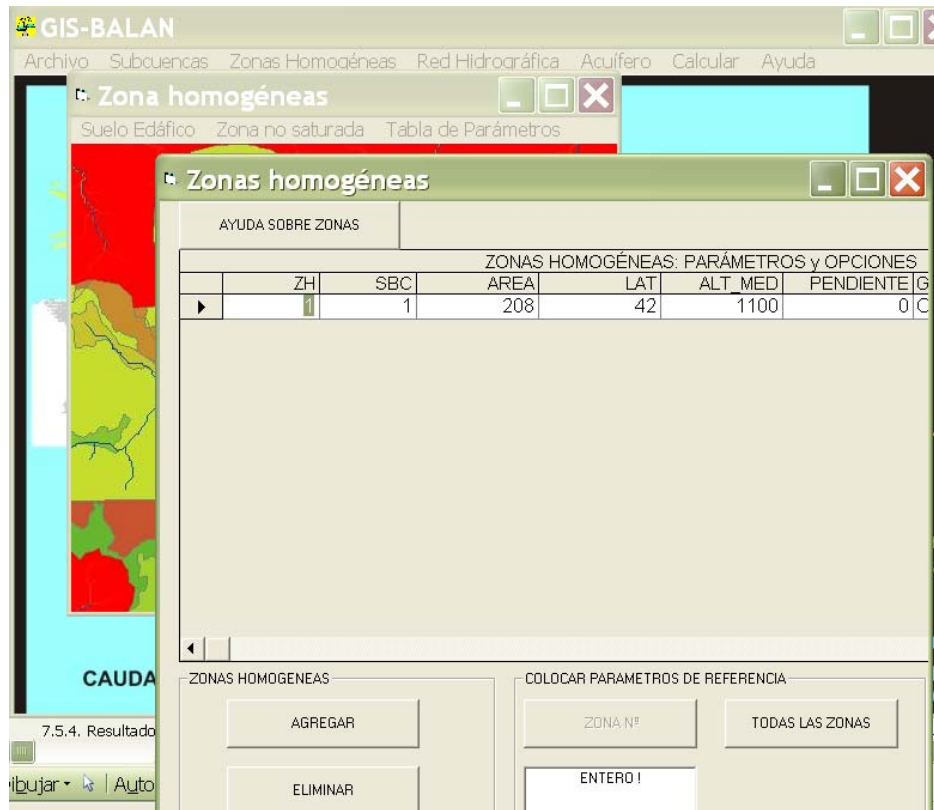 GIS-BALAN
Archivo Subcuencas Zonas Homogéneas Red Hidrográfica Acuífero Calcular Ayuda
Zona homogéneas
Suelo Edáfico Zona no saturada Tabla de Parámetros
Zonas homogéneas
AYUDA SOBRE ZONAS
ZONAS HOMOGÉNEAS: PARÁMETROS y OPCIONES
ZH SBC AREA LAT ALT_MED PENDIENTE G
1 1 208 42 1100 0 C
CAUDA
ZONAS HOMOGENEAS
COLOCAR PARAMETROS DE REFERENCIA
AGREGAR
ZONA Nº
TODAS LAS ZONAS
7.5.4. Resultado
ENTERO !
ibujar Auto
ELIMINAR